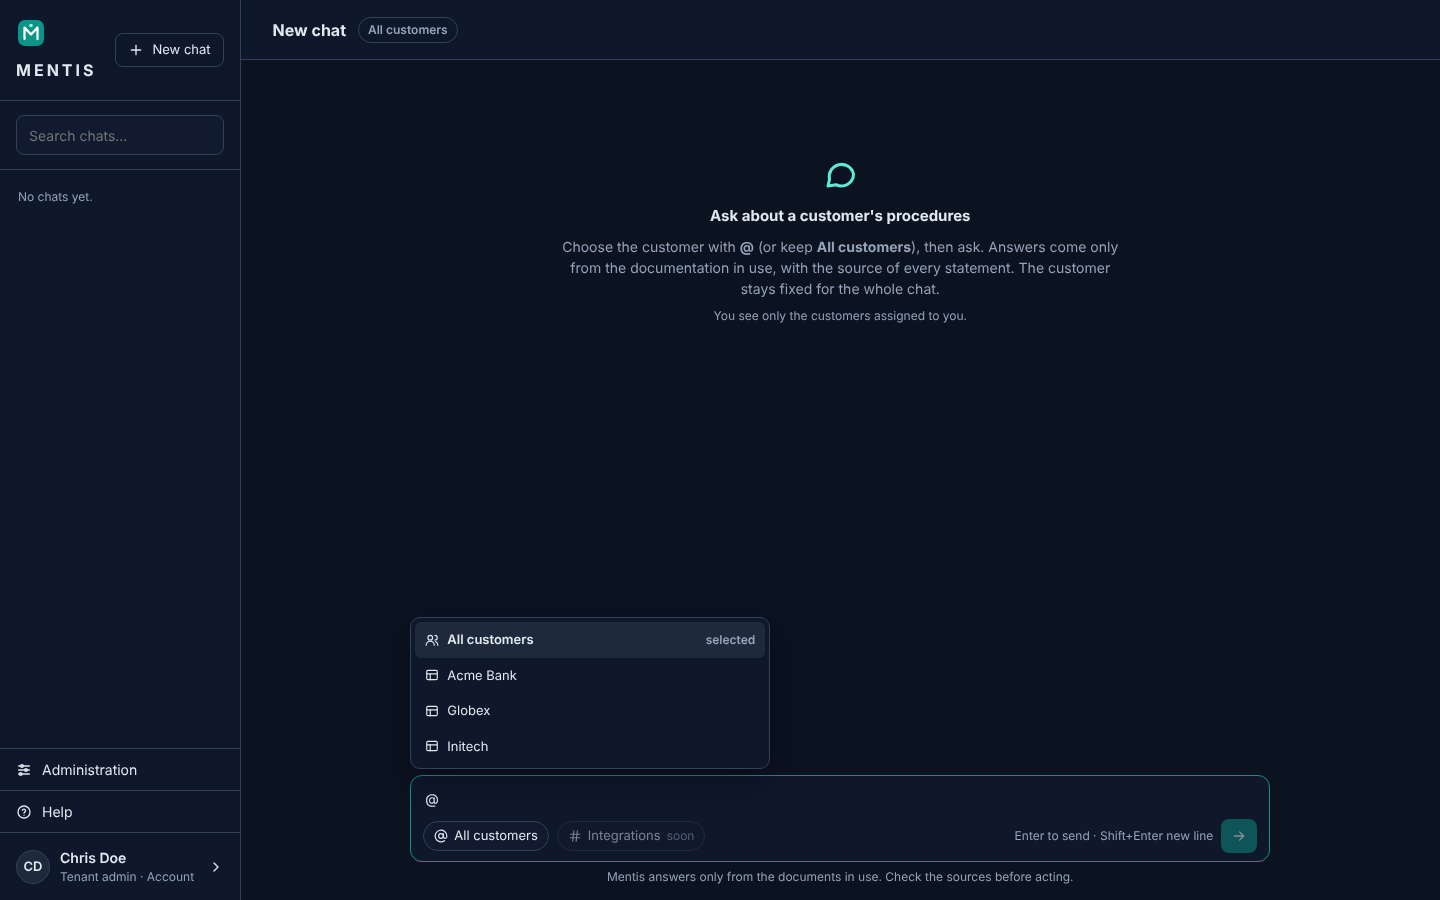 MENTIS
New chat
Search chats...
No chats yet.
Administration
Help
CD
Chris Doe
Tenant admin · Account
New chat
All customers
Ask about a customer's procedures
Choose the customer with @ (or keep All customers), then ask. Answers come only
from the documentation in use, with the source of every statement. The customer
stays fixed for the whole chat.
You see only the customers assigned to you.
All customers selected
Acme Bank
Globex
Initech
@
@ All customers
# Integrations soon
Enter to send · Shift+Enter new line
Mentis answers only from the documents in use. Check the sources before acting.